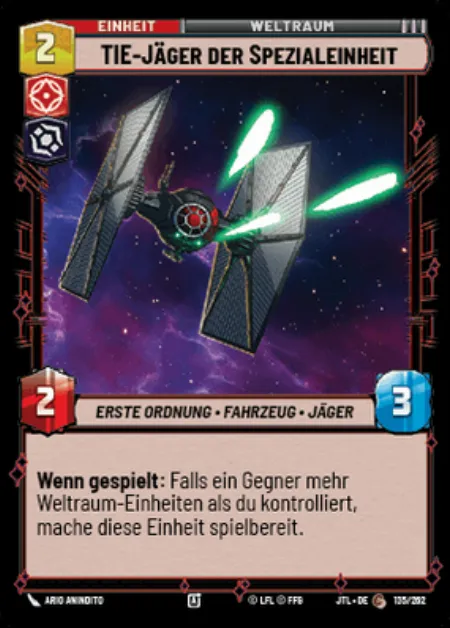 EINHEIT WELTRAUM
2 TIE-JÄGER DER SPEZIALEINHEIT
2 ERSTE ORDNUNG • FAHRZEUG • JÄGER 3
Wenn gespielt: Falls ein Gegner mehr
Weltraum-Einheiten als du kontrolliert,
mache diese Einheit spielbereit.
ARIO ANINDITO © LFL © FFG JTL • DE 135/262